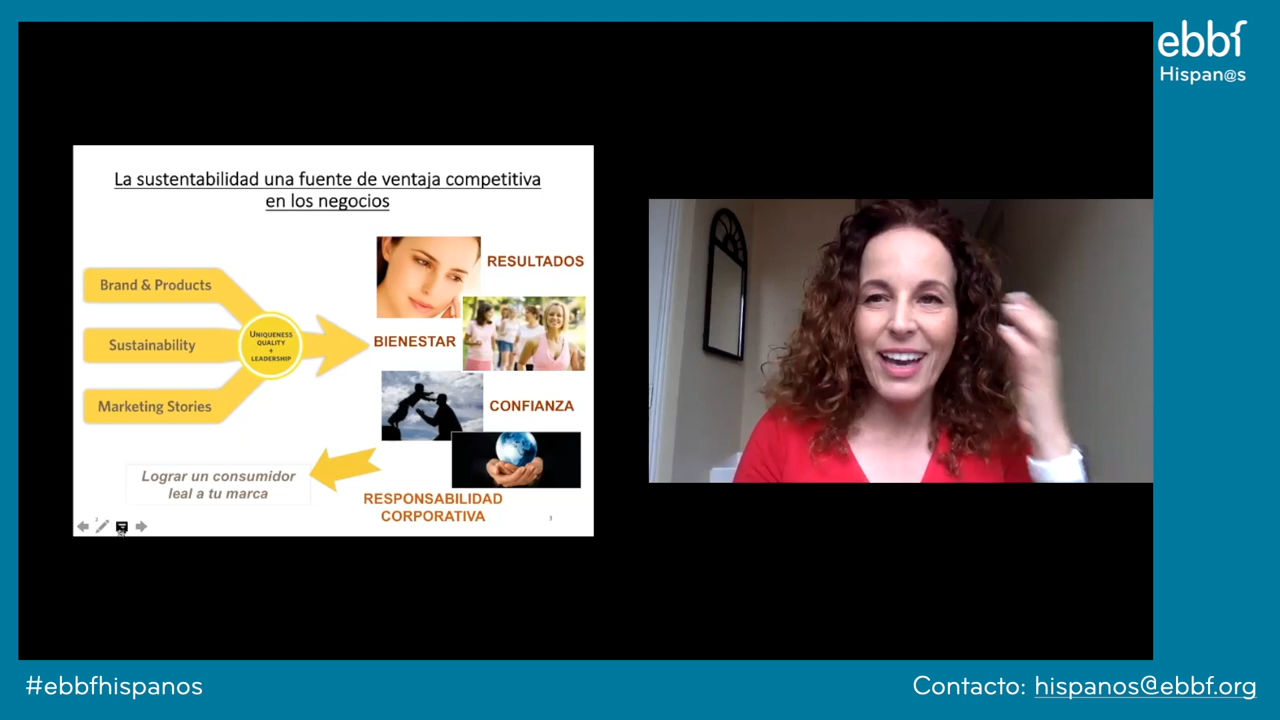 ebbf
Hispan@s
La sustentabilidad una fuente de ventaja competitiva
en los negocios
Brand & Products
Sustainability
Marketing Stories
UNIQUENESS
QUALITY
+
LEADERSHIP
RESULTADOS
BIENESTAR
CONFIANZA
RESPONSABILIDAD
CORPORATIVA
Lograr un consumidor
leal a tu marca
3
#ebbfhispanos
Contacto: hispanos@ebbf.org